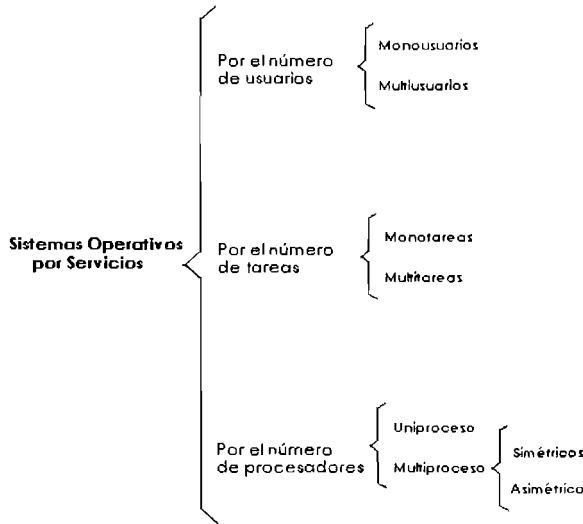 Sistemas Operativos
por Servicios
Por el número
de usuarios
Monousuarios
Multiusuarios
Por el número
de tareas
Monotareas
Multitareas
Por el número
de procesadores
Uniproceso
Multiproceso
Simétricos
Asimétrico